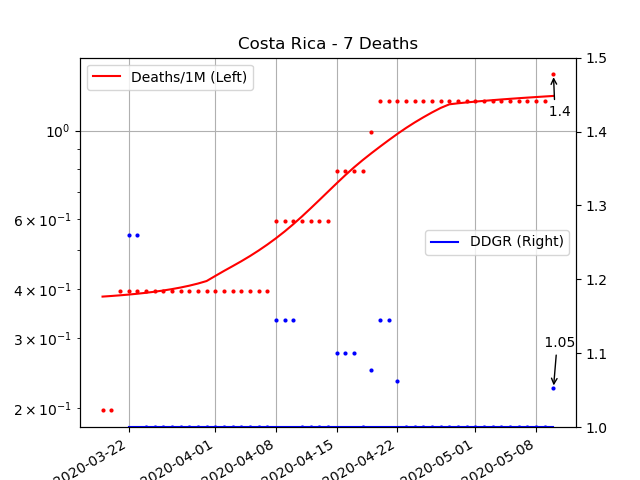 Costa Rica - 7 Deaths
Deaths/1M (Left)
DDGR (Right)
1.4
1.05
10⁰
6 × 10⁻¹
4 × 10⁻¹
3 × 10⁻¹
2 × 10⁻¹
1.5
1.4
1.3
1.2
1.1
1.0
2020-03-22
2020-04-01
2020-04-08
2020-04-15
2020-04-22
2020-05-01
2020-05-08